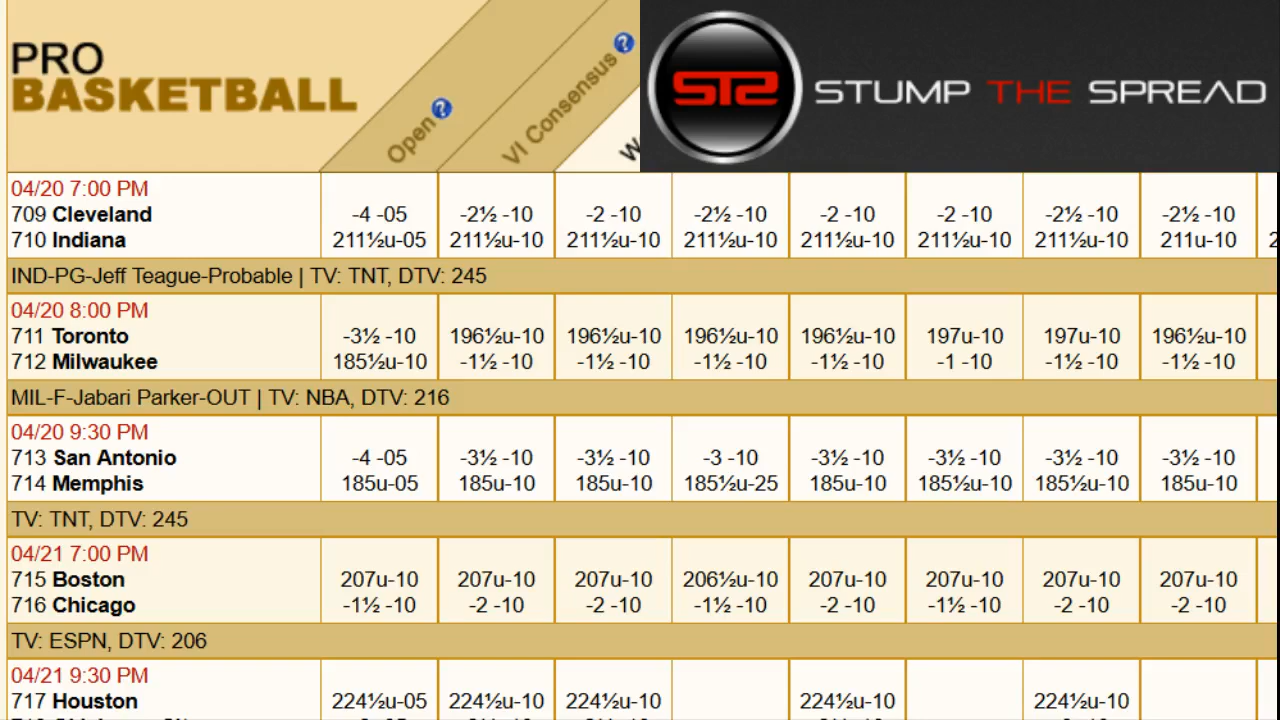 PRO
BASKETBALL
Open
VI Consensus
STS
STUMP THE SPREAD
04/20 7:00 PM
709 Cleveland -4 -05 -2½ -10 -2 -10 -2½ -10 -2 -10 -2 -10 -2½ -10 -2½ -10
710 Indiana 211½u-05 211½u-10 211½u-10 211½u-10 211½u-10 211½u-10 211½u-10 211u-10
IND-PG-Jeff Teague-Probable | TV: TNT, DTV: 245
04/20 8:00 PM
711 Toronto -3½ -10 196½u-10 196½u-10 196½u-10 196½u-10 197u-10 197u-10 196½u-10
712 Milwaukee 185½u-10 -1½ -10 -1½ -10 -1½ -10 -1½ -10 -1 -10 -1½ -10 -1½ -10
MIL-F-Jabari Parker-OUT | TV: NBA, DTV: 216
04/20 9:30 PM
713 San Antonio -4 -05 -3½ -10 -3½ -10 -3 -10 -3½ -10 -3½ -10 -3½ -10 -3½ -10
714 Memphis 185u-05 185u-10 185u-10 185½u-25 185u-10 185½u-10 185½u-10 185u-10
TV: TNT, DTV: 245
04/21 7:00 PM
715 Boston 207u-10 207u-10 207u-10 206½u-10 207u-10 207u-10 207u-10 207u-10
716 Chicago -1½ -10 -2 -10 -2 -10 -1½ -10 -2 -10 -1½ -10 -2 -10 -2 -10
TV: ESPN, DTV: 206
04/21 9:30 PM
717 Houston 224½u-05 224½u-10 224½u-10 224½u-10 224½u-10